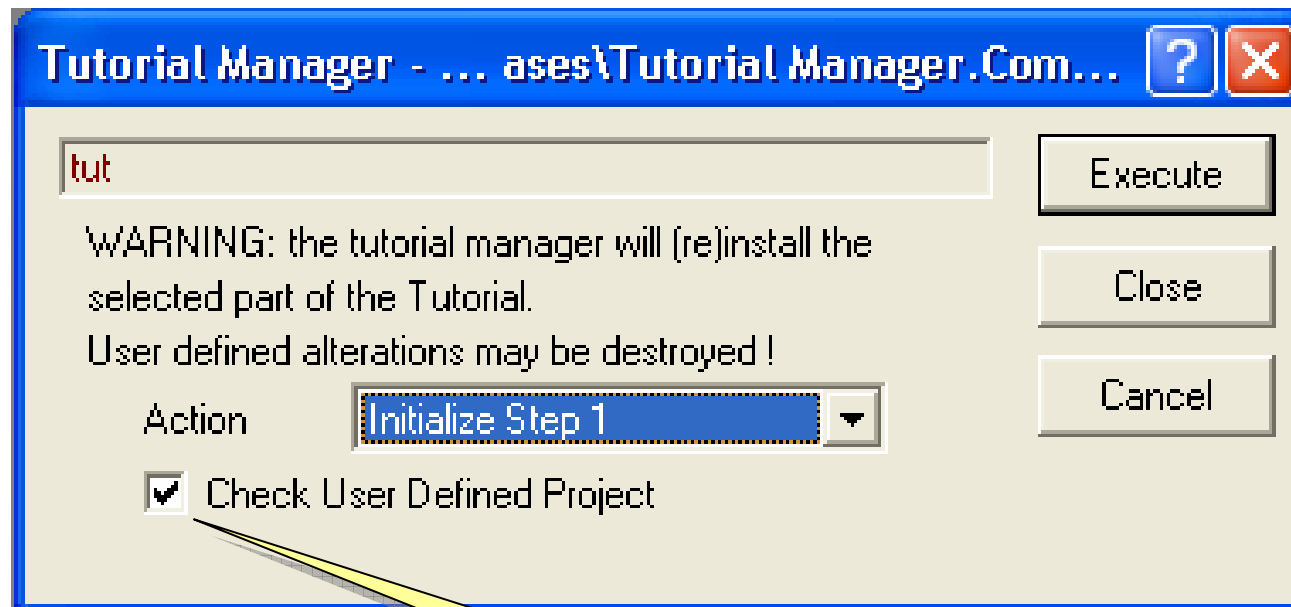 Tutorial Manager - ... ases\Tutorial Manager.Com...
tut
Execute
WARNING: the tutorial manager will (re)install the
selected part of the Tutorial.
User defined alterations may be destroyed !
Close
Action
Initialize Step 1
Cancel
Check User Defined Project